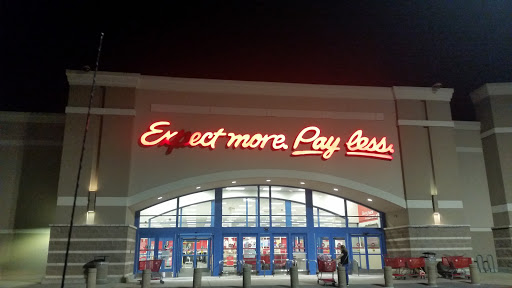 Expect more. Pay less.